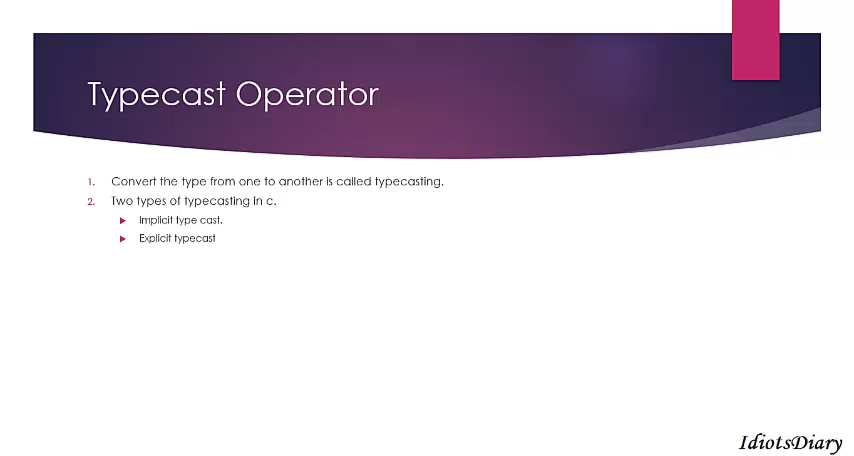 Typecast Operator
1. Convert the type from one to another is called typecasting.
2. Two types of typecasting in c.
Implicit type cast.
Explicit typecast
IdiotsDiary